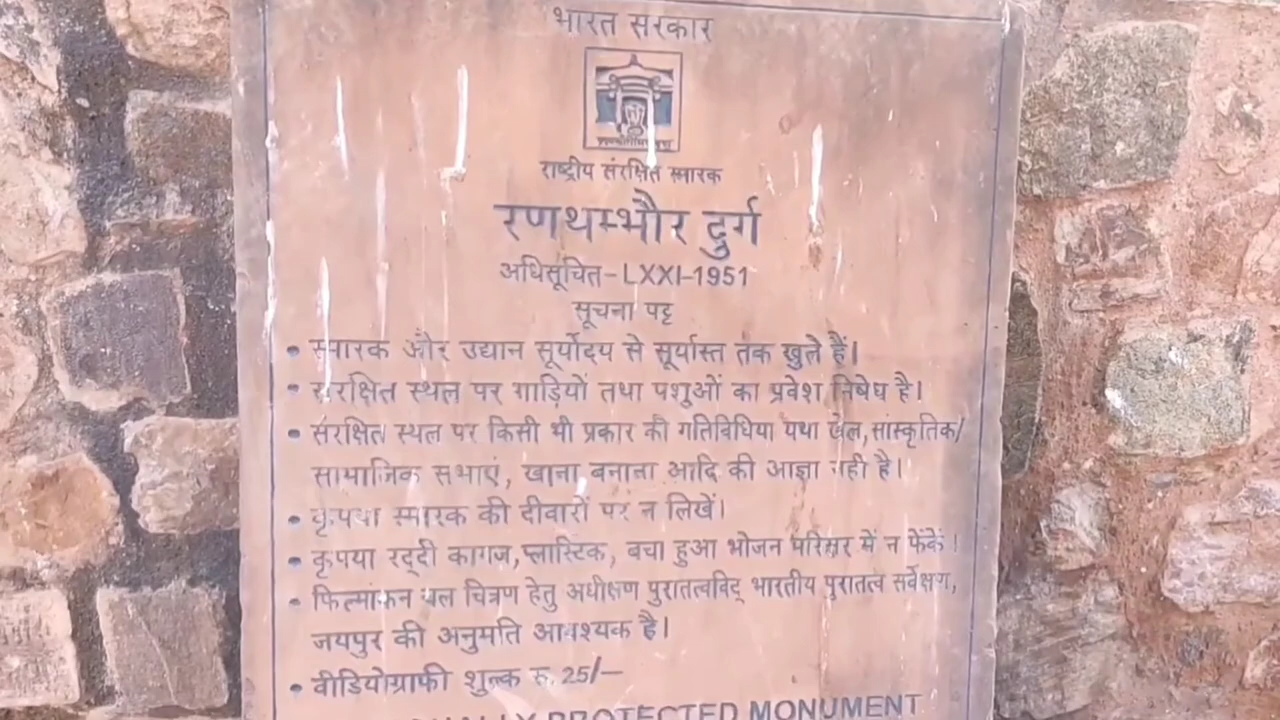 भारत सरकार
राष्ट्रीय संरक्षित स्मारक
रणथम्भौर दुर्ग
अधिसूचित-LXXI-1951
सूचना पट्ट
• स्मारक और उद्यान सूर्योदय से सूर्यास्त तक खुले हैं।
• संरक्षित स्थल पर गाड़ियों तथा पशुओं का प्रवेश निषेध है।
• संरक्षित स्थल पर किसी भी प्रकार की गतिविधिया यथा खेल, सांस्कृतिक/
सामाजिक सभाएं, खाना बनाना आदि की आज्ञा नही है।
• कृपया स्मारक की दीवारों पर न लिखें।
• कृपया रद्दी कागज, प्लास्टिक, बचा हुआ भोजन परिसर में न फेंकें।
• फिल्मांकन चल चित्रण हेतु अधीक्षण पुरातत्वविद् भारतीय पुरातत्व सर्वेक्षण,
जयपुर की अनुमति आवश्यक है।
• वीडियोग्राफी शुल्क रु. 25/-
PROTECTED MONUMENT